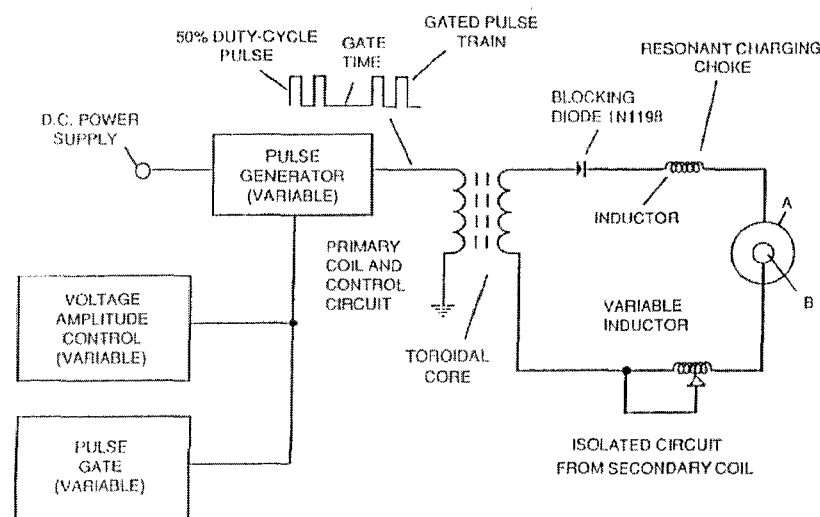 50% DUTY-CYCLE
PULSE
GATE
TIME
GATED PULSE
TRAIN
RESONANT CHARGING
CHOKE
BLOCKING
DIODE 1N1198
D.C. POWER
SUPPLY
PULSE
GENERATOR
(VARIABLE)
INDUCTOR
A
B
PRIMARY
COIL AND
CONTROL
CIRCUIT
VOLTAGE
AMPLITUDE
CONTROL
(VARIABLE)
VARIABLE
INDUCTOR
TOROIDAL
CORE
PULSE
GATE
(VARIABLE)
ISOLATED CIRCUIT
FROM SECONDARY COIL